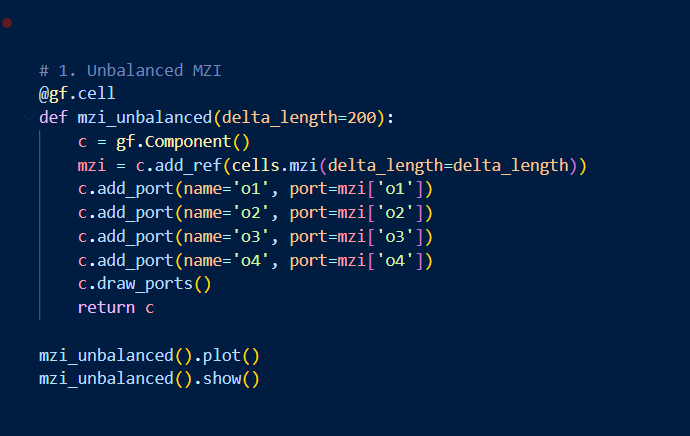 # 1. Unbalanced MZI
@gf.cell
def mzi_unbalanced(delta_length=200):
    c = gf.Component()
    mzi = c.add_ref(cells.mzi(delta_length=delta_length))
    c.add_port(name='o1', port=mzi['o1'])
    c.add_port(name='o2', port=mzi['o2'])
    c.add_port(name='o3', port=mzi['o3'])
    c.add_port(name='o4', port=mzi['o4'])
    c.draw_ports()
    return c

mzi_unbalanced().plot()
mzi_unbalanced().show()